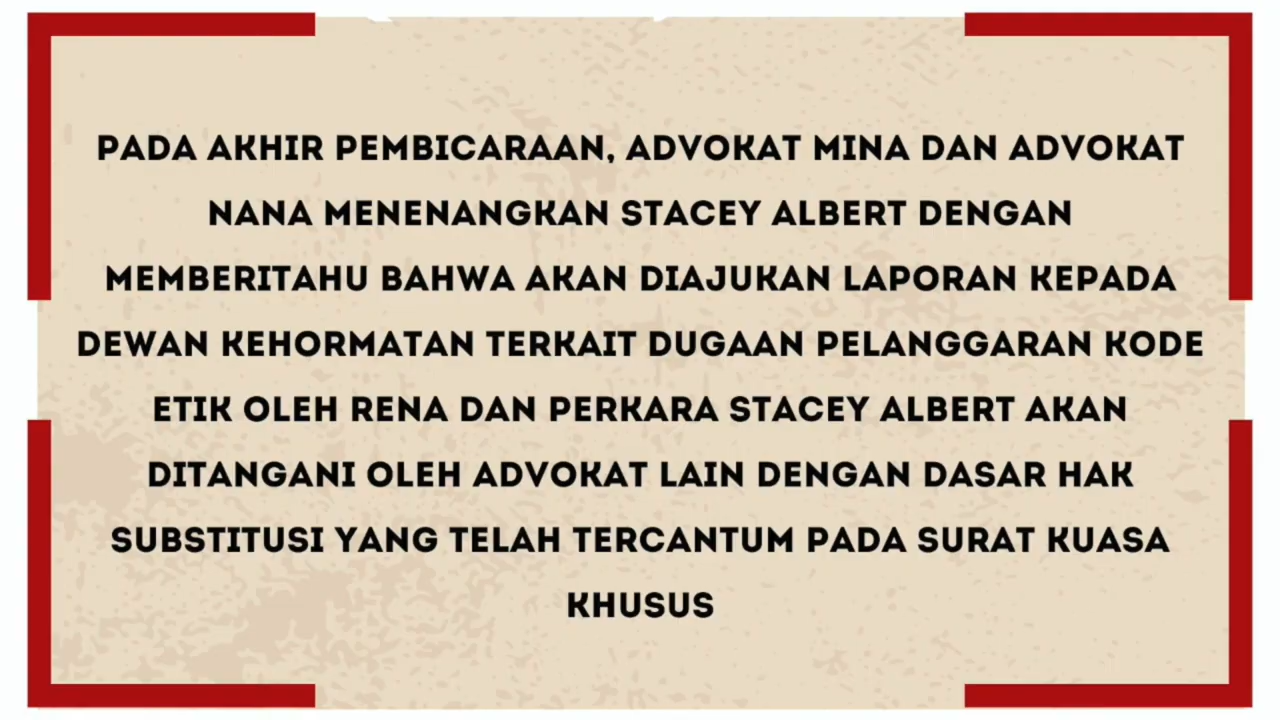 PADA AKHIR PEMBICARAAN, ADVOKAT MINA DAN ADVOKAT
NANA MENENANGKAN STACEY ALBERT DENGAN
MEMBERITAHU BAHWA AKAN DIAJUKAN LAPORAN KEPADA
DEWAN KEHORMATAN TERKAIT DUGAAN PELANGGARAN KODE
ETIK OLEH RENA DAN PERKARA STACEY ALBERT AKAN
DITANGANI OLEH ADVOKAT LAIN DENGAN DASAR HAK
SUBSTITUSI YANG TELAH TERCANTUM PADA SURAT KUASA
KHUSUS